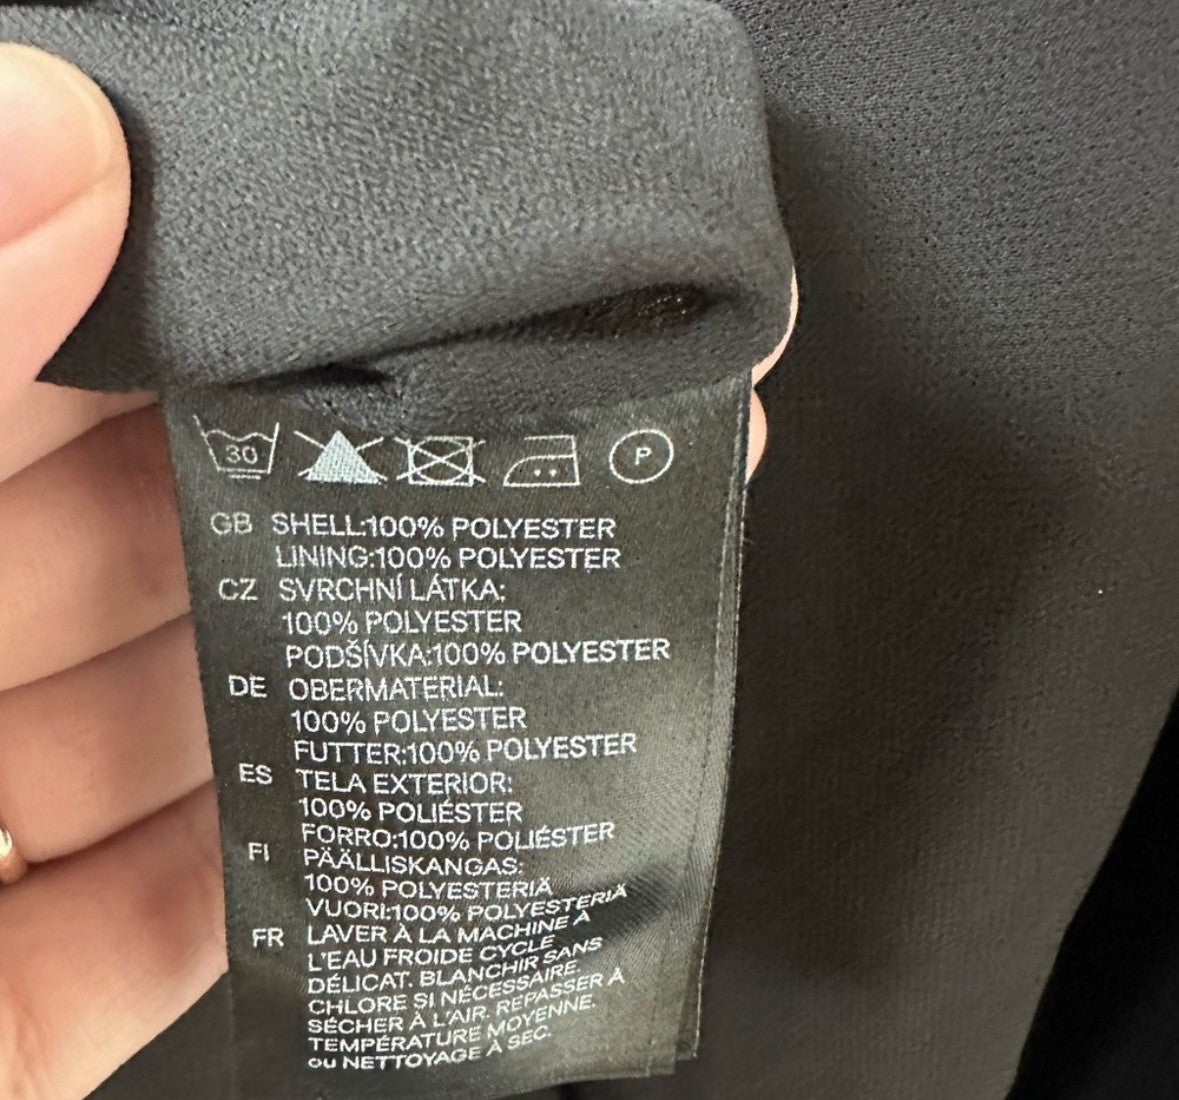 30 P
GB SHELL:100% POLYESTER
LINING:100% POLYESTER
CZ SVRCHNÍ LÁTKA:
100% POLYESTER
PODŠÍVKA:100% POLYESTER
DE OBERMATERIAL:
100% POLYESTER
FUTTER:100% POLYESTER
ES TELA EXTERIOR:
100% POLIÉSTER
FORRO:100% POLIÉSTER
FI PÄÄLLISKANGAS:
100% POLYESTERIÄ
VUORI:100% POLYESTERIÄ
FR LAVER À LA MACHINE À
L'EAU FROIDE CYCLE
DÉLICAT. BLANCHIR SANS
CHLORE SI NÉCESSAIRE.
SÉCHER À L'AIR. REPASSER À
TEMPÉRATURE MOYENNE.
ou NETTOYAGE À SEC.